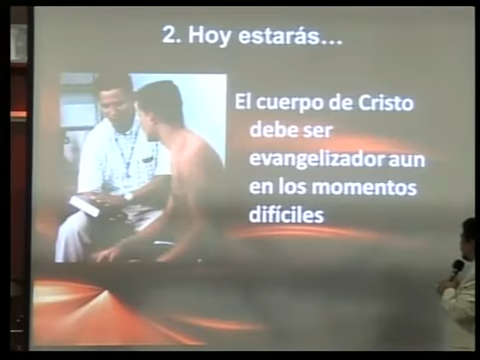 2. Hoy estarás...
El cuerpo de Cristo
debe ser
evangelizador aun
en los momentos
difíciles